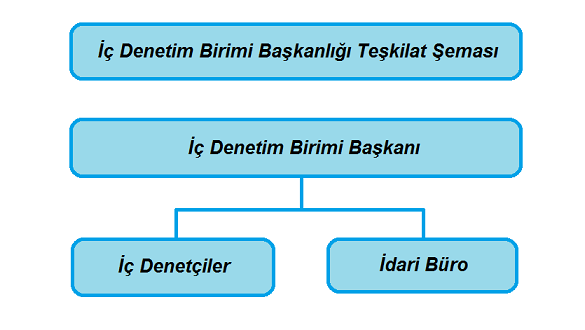 İç Denetim Birimi Başkanlığı Teşkilat Şeması
İç Denetim Birimi Başkanı
İç Denetçiler
İdari Büro